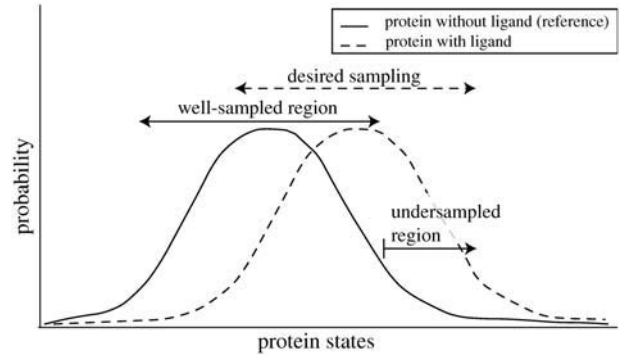 protein without ligand (reference)
protein with ligand
desired sampling
well-sampled region
undersampled
region
probability
protein states